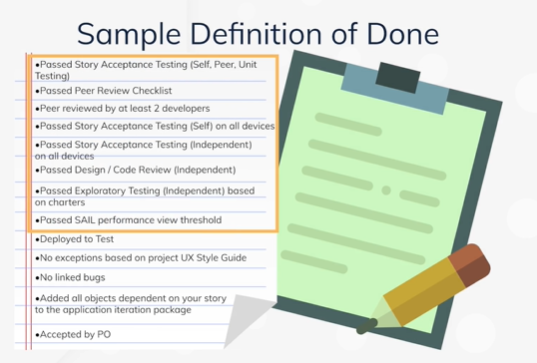 Sample Definition of Done
•Passed Story Acceptance Testing (Self, Peer, Unit
Testing)
•Passed Peer Review Checklist
•Peer reviewed by at least 2 developers
•Passed Story Acceptance Testing (Self) on all devices
•Passed Story Acceptance Testing (Independent)
on all devices
•Passed Design / Code Review (Independent)
•Passed Exploratory Testing (Independent) based
on charters
•Passed SAIL performance view threshold
•Deployed to Test
•No exceptions based on project UX Style Guide
•No linked bugs
•Added all objects dependent on your story
to the application iteration package
•Accepted by PO